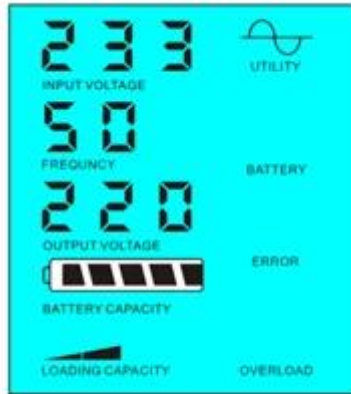 233
UTILITY
INPUT VOLTAGE
50
FREQUNCY
BATTERY
220
OUTPUT VOLTAGE
ERROR
BATTERY CAPACITY
LOADING CAPACITY
OVERLOAD